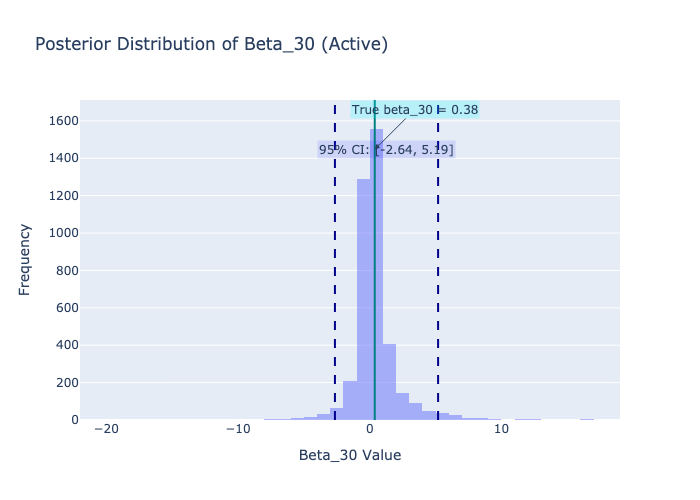 Posterior Distribution of Beta_30 (Active)
True beta_30 = 0.38
95% CI: [-2.64, 5.19]
1600
1400
1200
1000
800
600
400
200
0
Frequency
−20
−10
0
10
Beta_30 Value